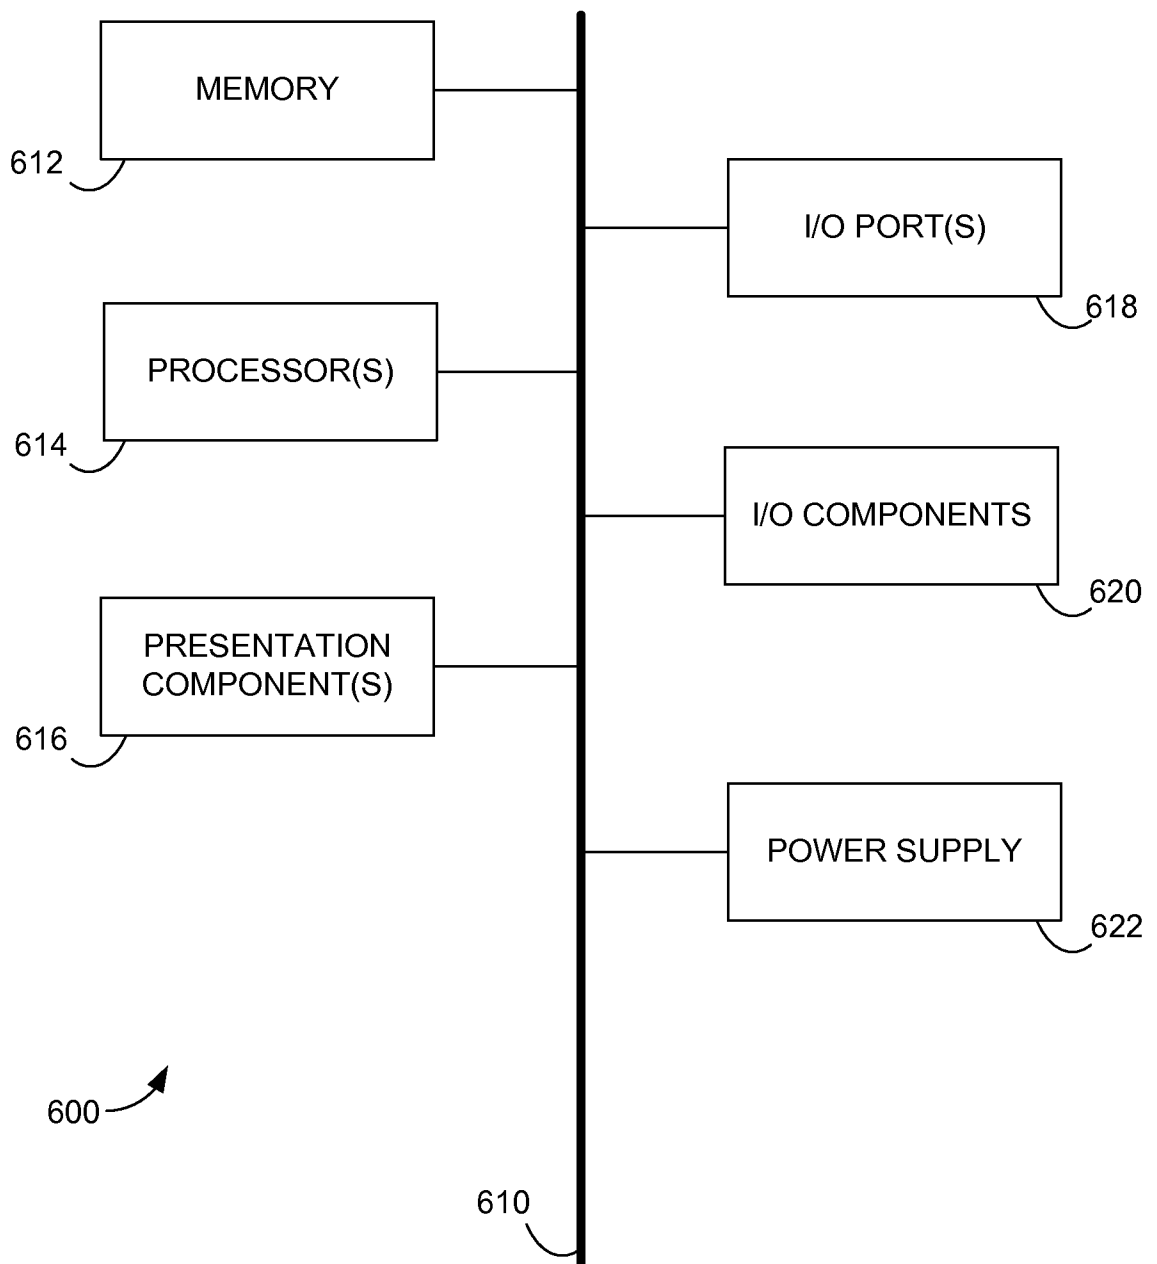 MEMORY
612
I/O PORT(S)
618
PROCESSOR(S)
614
I/O COMPONENTS
620
PRESENTATION
COMPONENT(S)
616
POWER SUPPLY
622
600
610